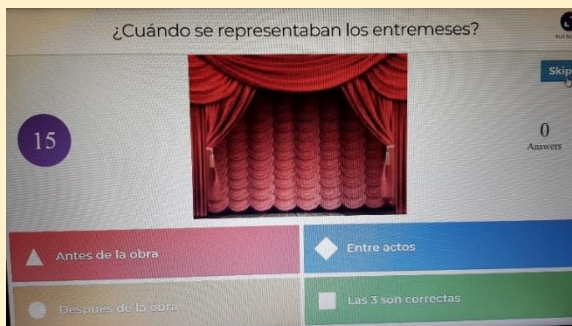 ¿Cuándo se representaban los entremeses?
Skip
15
0
Answers
Antes de la obra
Entre actos
Despues de la obra
Las 3 son correctas